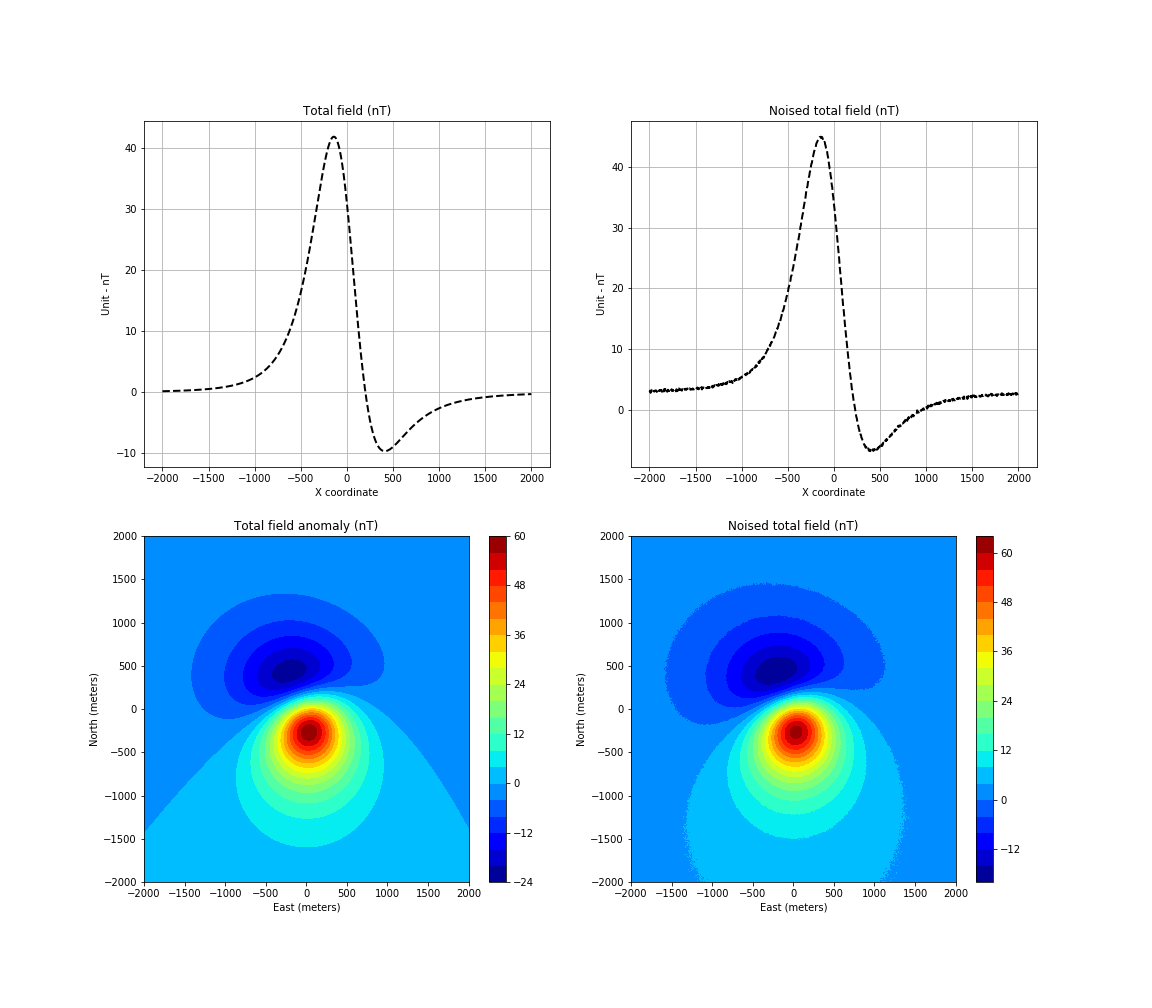 Total field (nT)
Unit - nT
40
30
20
10
0
−10
−2000 −1500 −1000 −500 0 500 1000 1500 2000
X coordinate
Noised total field (nT)
Unit - nT
40
30
20
10
0
−2000 −1500 −1000 −500 0 500 1000 1500 2000
X coordinate
Total field anomaly (nT)
North (meters)
2000
1500
1000
500
0
−500
−1000
−1500
−2000
−2000 −1500 −1000 −500 0 500 1000 1500 2000
East (meters)
60
48
36
24
12
0
−12
−24
Noised total field (nT)
North (meters)
2000
1500
1000
500
0
−500
−1000
−1500
−2000
−2000 −1500 −1000 −500 0 500 1000 1500 2000
East (meters)
60
48
36
24
12
0
−12